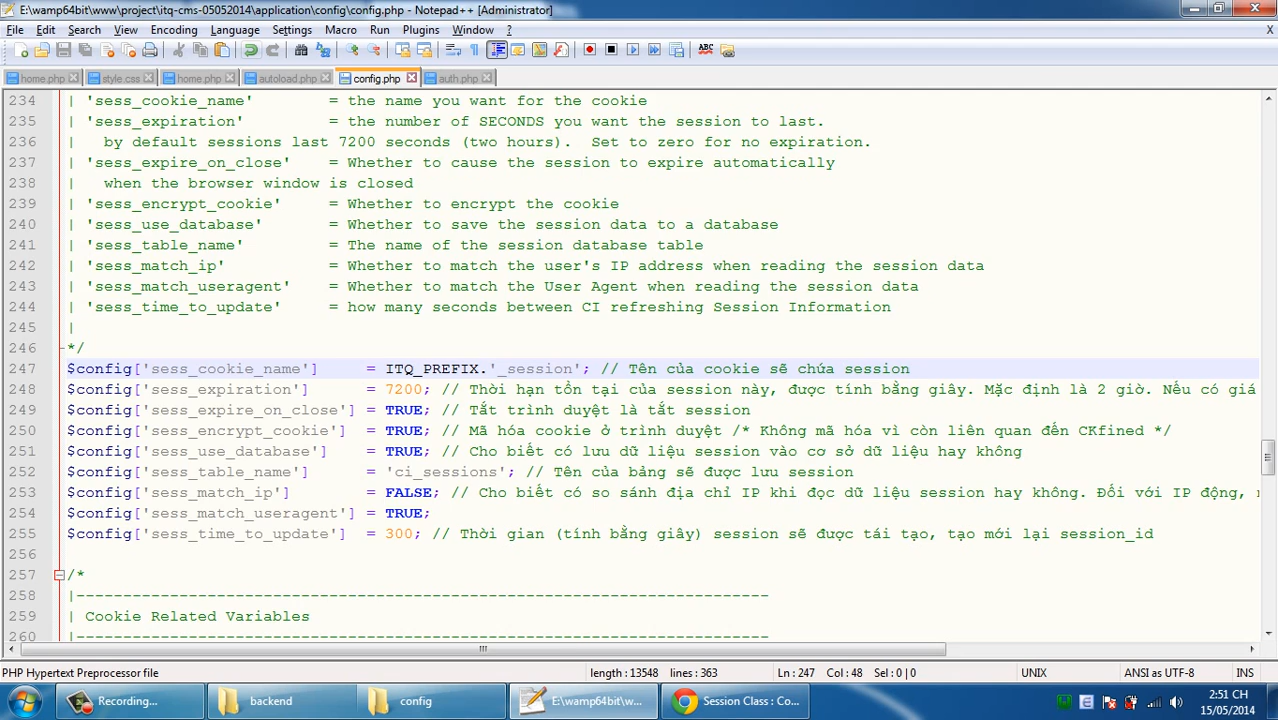 E:\wamp64bit\www\project\itq-cms-05052014\application\config\config.php - Notepad++ [Administrator]
File Edit Search View Encoding Language Settings Macro Run Plugins Window ? X
home.php style.css home.php autoload.php config.php auth.php
234 | 'sess_cookie_name' = the name you want for the cookie
235 | 'sess_expiration' = the number of SECONDS you want the session to last.
236 | by default sessions last 7200 seconds (two hours). Set to zero for no expiration.
237 | 'sess_expire_on_close' = Whether to cause the session to expire automatically
238 | when the browser window is closed
239 | 'sess_encrypt_cookie' = Whether to encrypt the cookie
240 | 'sess_use_database' = Whether to save the session data to a database
241 | 'sess_table_name' = The name of the session database table
242 | 'sess_match_ip' = Whether to match the user's IP address when reading the session data
243 | 'sess_match_useragent' = Whether to match the User Agent when reading the session data
244 | 'sess_time_to_update' = how many seconds between CI refreshing Session Information
245 |
246 */
247 $config['sess_cookie_name'] = ITQ_PREFIX.'_session'; // Tên của cookie sẽ chứa session
248 $config['sess_expiration'] = 7200; // Thời hạn tồn tại của session này, được tính bằng giây. Mặc định là 2 giờ. Nếu có giá
249 $config['sess_expire_on_close'] = TRUE; // Tắt trình duyệt là tắt session
250 $config['sess_encrypt_cookie'] = TRUE; // Mã hóa cookie ở trình duyệt /* Không mã hóa vì còn liên quan đến CKfined */
251 $config['sess_use_database'] = TRUE; // Cho biết có lưu dữ liệu session vào cơ sở dữ liệu hay không
252 $config['sess_table_name'] = 'ci_sessions'; // Tên của bảng sẽ được lưu session
253 $config['sess_match_ip'] = FALSE; // Cho biết có so sánh địa chỉ IP khi đọc dữ liệu session hay không. Đối với IP động,
254 $config['sess_match_useragent'] = TRUE;
255 $config['sess_time_to_update'] = 300; // Thời gian (tính bằng giây) session sẽ được tái tạo, tạo mới lại session_id
256
257 /*
258 |--------------------------------------------------------------------------
259 | Cookie Related Variables
260 |--------------------------------------------------------------------------
PHP Hypertext Preprocessor file length : 13548 lines : 363 Ln : 247 Col : 48 Sel : 0 | 0 UNIX ANSI as UTF-8 INS
Recording... backend config E:\wamp64bit\w... Session Class : Co... 2:51 CH
15/05/2014